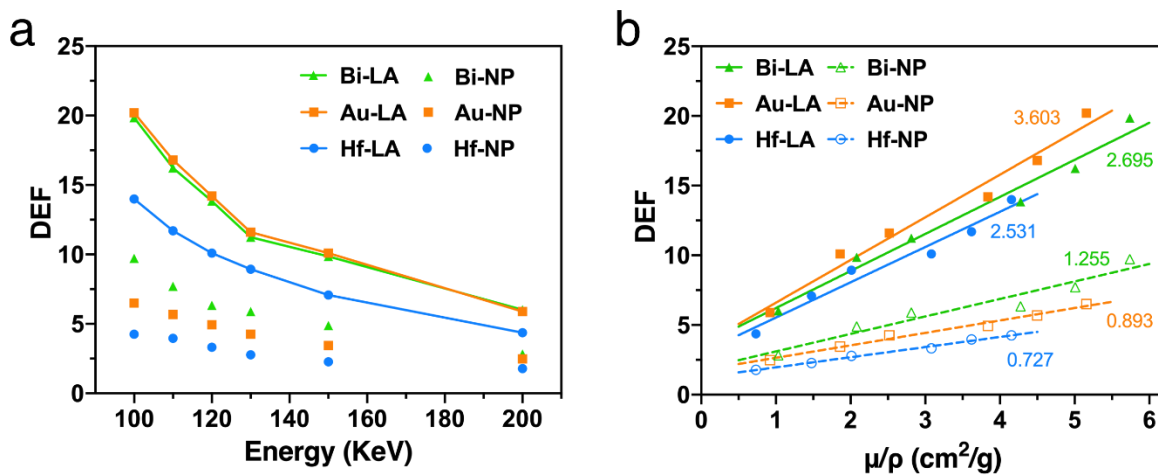 a
DEF
25
20
15
10
5
0
Bi-LA Bi-NP
Au-LA Au-NP
Hf-LA Hf-NP
100 120 140 160 180 200
Energy (KeV)
b
DEF
25
20
15
10
5
0
Bi-LA Bi-NP
Au-LA Au-NP
Hf-LA Hf-NP
3.603
2.695
2.531
1.255
0.893
0.727
0 1 2 3 4 5 6
μ/ρ (cm²/g)